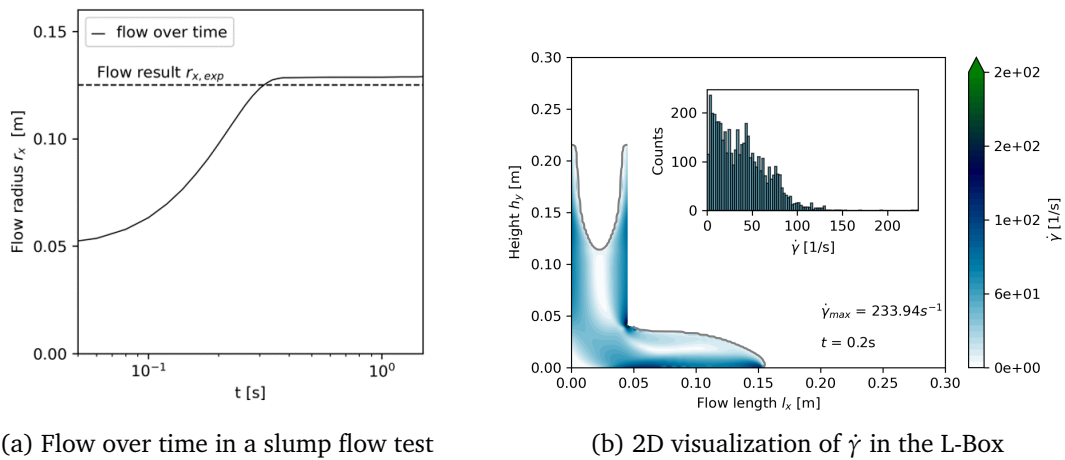 0.15
0.10
0.05
0.00
Flow radius r_x [m]
flow over time
Flow result r_{x,exp}
10⁻¹
10⁰
t [s]
(a) Flow over time in a slump flow test
0.30
0.25
0.20
0.15
0.10
0.05
0.00
Height h_y [m]
200
100
0
Counts
0 50 100 150 200
γ̇ [1/s]
γ̇_{max} = 233.94s⁻¹
t = 0.2s
0.00 0.05 0.10 0.15 0.20 0.25 0.30
Flow length l_x [m]
2e+02
2e+02
1e+02
6e+01
0e+00
γ̇ [1/s]
(b) 2D visualization of γ̇ in the L-Box